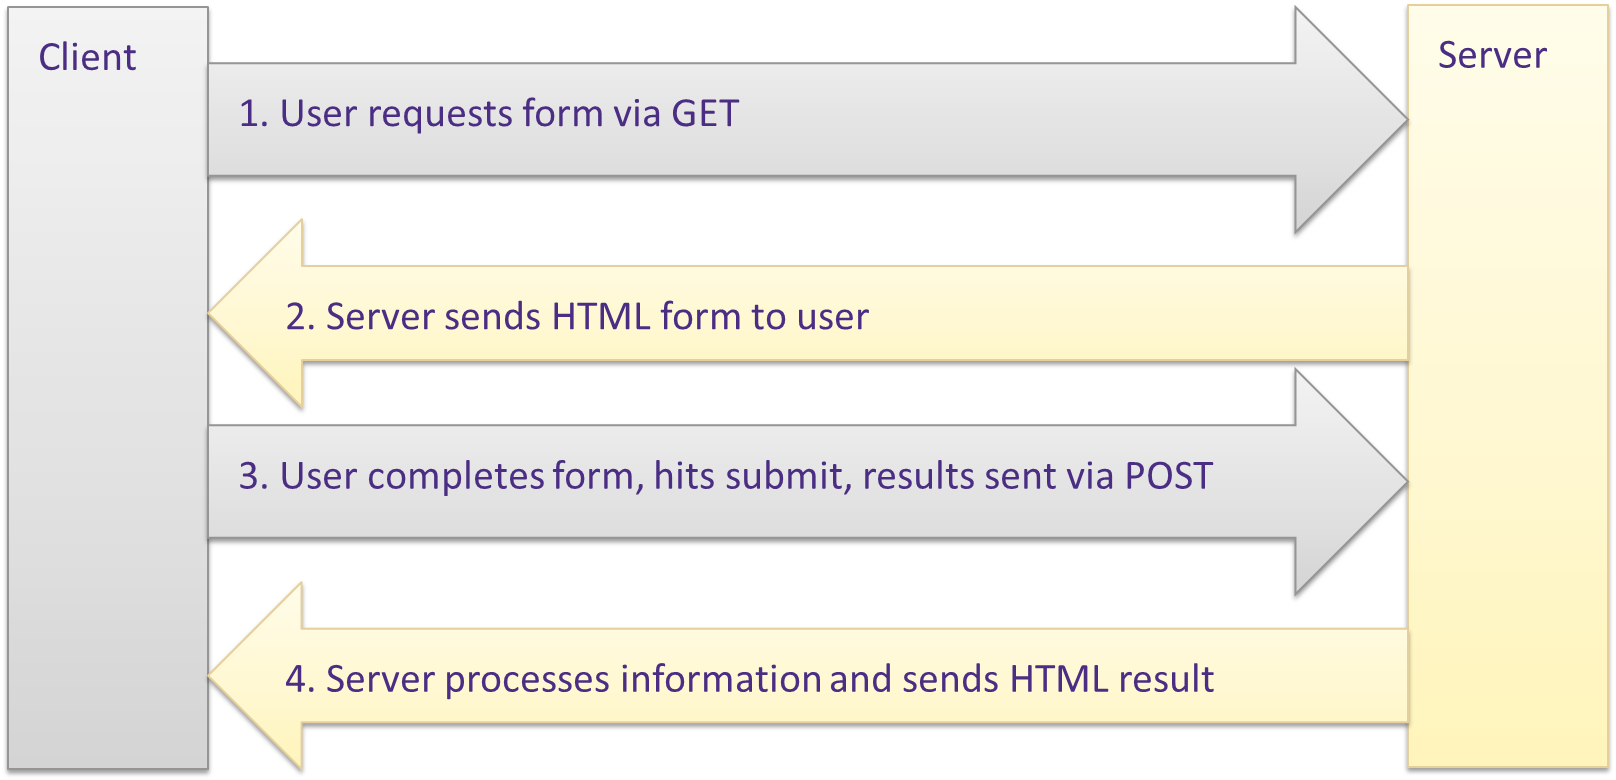 Client
Server
1. User requests form via GET
2. Server sends HTML form to user
3. User completes form, hits submit, results sent via POST
4. Server processes information and sends HTML result